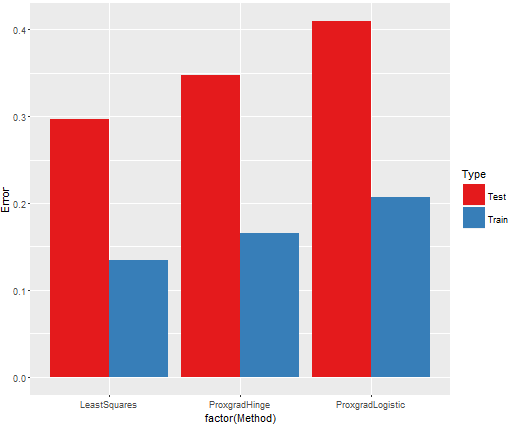 Error
0.4
0.3
0.2
0.1
0.0
LeastSquares ProxgradHinge ProxgradLogistic
factor(Method)
Type
Test
Train